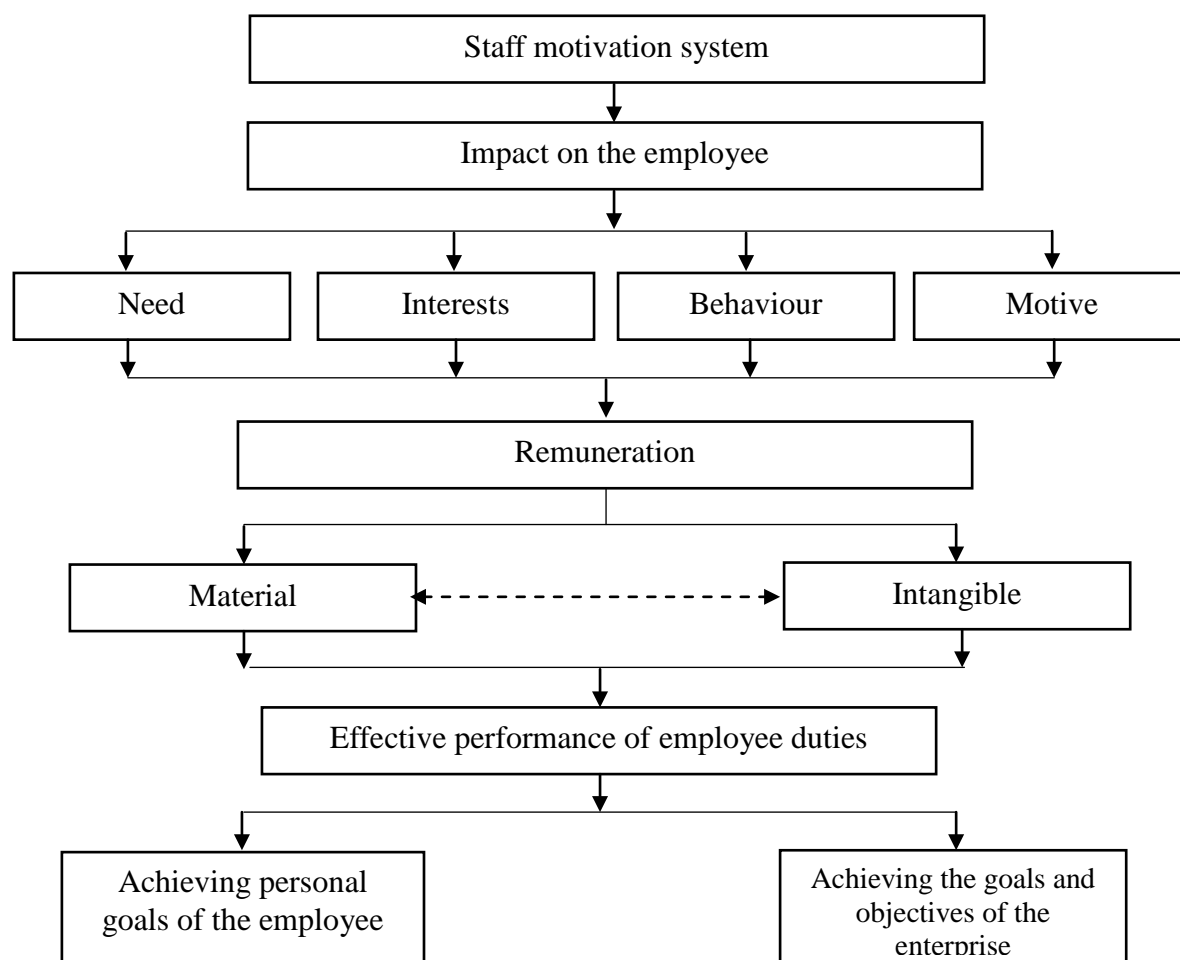 Staff motivation system
Impact on the employee
Need
Interests
Behaviour
Motive
Remuneration
Material
Intangible
Effective performance of employee duties
Achieving personal
goals of the employee
Achieving the goals and
objectives of the
enterprise